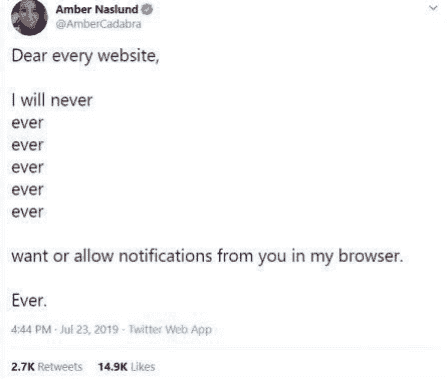 Amber Naslund
@AmberCadabra
Dear every website,
I will never
ever
ever
ever
ever
ever
want or allow notifications from you in my browser.
Ever.
4:44 PM · Jul 23, 2019 · Twitter Web App
2.7K Retweets 14.9K Likes